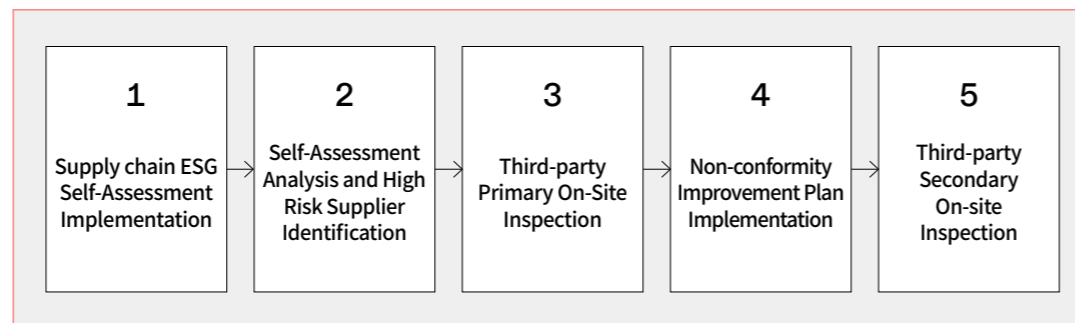 1
Supply chain ESG
Self-Assessment
Implementation
2
Self-Assessment
Analysis and High
Risk Supplier
Identification
3
Third-party
Primary On-Site
Inspection
4
Non-conformity
Improvement Plan
Implementation
5
Third-party
Secondary
On-site
Inspection